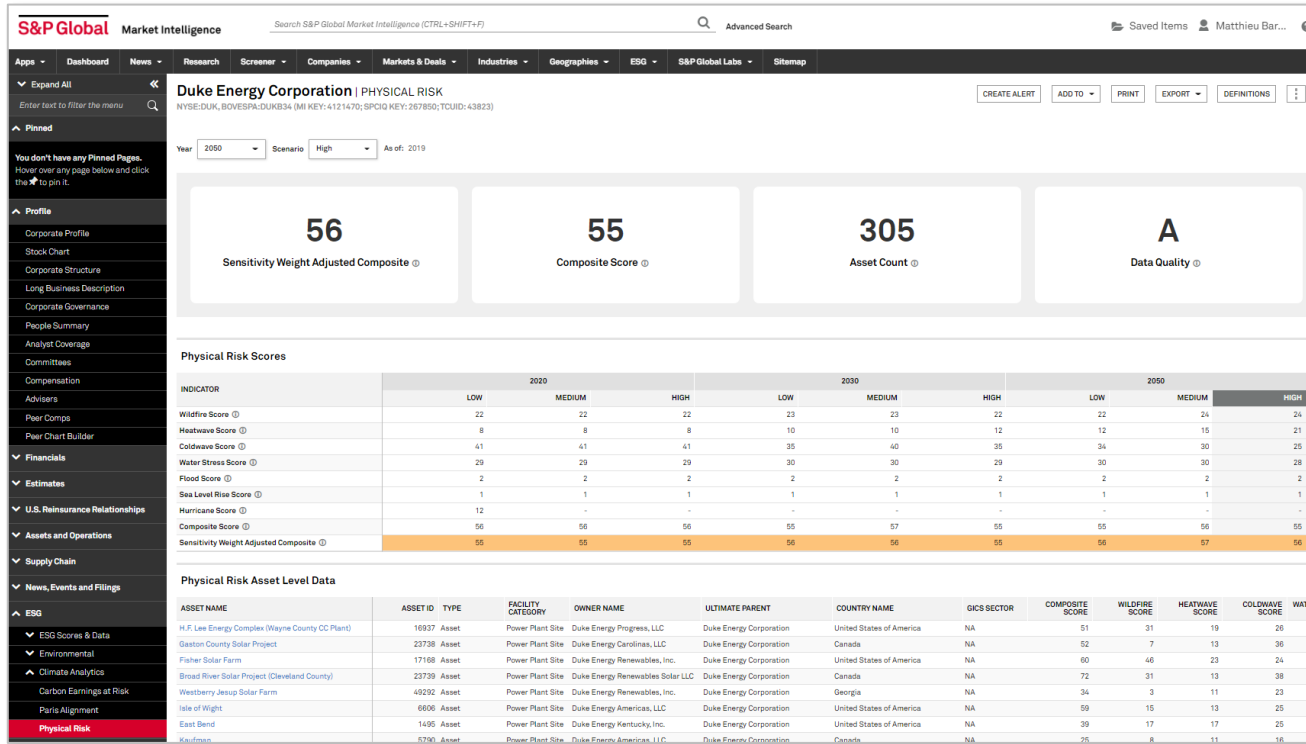 S&P Global Market Intelligence
Search S&P Global Market Intelligence (CTRL+SHIFT+F)
Advanced Search
Saved Items
Matthieu Bar...
Apps Dashboard News Research Screener Companies Markets & Deals Industries Geographies ESG S&P Global Labs Sitemap
Expand All
Enter text to filter the menu
Pinned
You don't have any Pinned Pages.
Hover over any page below and click
the to pin it.
Profile
Corporate Profile
Stock Chart
Corporate Structure
Long Business Description
Corporate Governance
People Summary
Analyst Coverage
Committees
Compensation
Advisers
Peer Comps
Peer Chart Builder
Financials
Estimates
U.S. Reinsurance Relationships
Assets and Operations
Supply Chain
News, Events and Filings
ESG
ESG Scores & Data
Environmental
Climate Analytics
Carbon Earnings at Risk
Paris Alignment
Physical Risk
Duke Energy Corporation | PHYSICAL RISK
NYSE:DUK, BOVESPA:DUKB34 (MI KEY: 4121470; SPCIQ KEY: 267850; TCUID: 43823)
CREATE ALERT ADD TO PRINT EXPORT DEFINITIONS
Year 2050 Scenario High As of: 2019
56
Sensitivity Weight Adjusted Composite
55
Composite Score
305
Asset Count
A
Data Quality
Physical Risk Scores
INDICATOR 2020 2030 2050
LOW MEDIUM HIGH LOW MEDIUM HIGH LOW MEDIUM HIGH
Wildfire Score 22 22 22 23 23 22 22 24 24
Heatwave Score 8 8 8 10 10 12 12 15 21
Coldwave Score 41 41 41 35 40 35 34 30 25
Water Stress Score 29 29 29 30 30 29 30 30 28
Flood Score 2 2 2 2 2 2 2 2 2
Sea Level Rise Score 1 1 1 1 1 1 1 1 1
Hurricane Score 12 - - - - - - - -
Composite Score 56 56 56 55 57 55 55 56 55
Sensitivity Weight Adjusted Composite 55 55 55 56 56 55 56 57 56
Physical Risk Asset Level Data
ASSET NAME ASSET ID TYPE FACILITY CATEGORY OWNER NAME ULTIMATE PARENT COUNTRY NAME GICS SECTOR COMPOSITE SCORE WILDFIRE SCORE HEATWAVE SCORE COLDWAVE SCORE WAT
H.F. Lee Energy Complex (Wayne County CC Plant) 16937 Asset Power Plant Site Duke Energy Progress, LLC Duke Energy Corporation United States of America NA 51 31 19 26
Gaston County Solar Project 23738 Asset Power Plant Site Duke Energy Carolinas, LLC Duke Energy Corporation Canada NA 52 7 13 36
Fisher Solar Farm 17168 Asset Power Plant Site Duke Energy Renewables, Inc. Duke Energy Corporation United States of America NA 60 46 23 24
Broad River Solar Project (Cleveland County) 23739 Asset Power Plant Site Duke Energy Renewables Solar LLC Duke Energy Corporation Canada NA 72 31 13 38
Westberry Jesup Solar Farm 49292 Asset Power Plant Site Duke Energy Renewables, Inc. Duke Energy Corporation Georgia NA 34 3 11 23
Isle of Wight 6606 Asset Power Plant Site Duke Energy Americas, LLC Duke Energy Corporation United States of America NA 59 15 13 25
East Bend 1495 Asset Power Plant Site Duke Energy Kentucky, Inc. Duke Energy Corporation United States of America NA 39 17 17 25
Kaufman 5790 Asset Power Plant Site Duke Energy Americas, LLC Duke Energy Corporation Canada NA 25 8 11 16